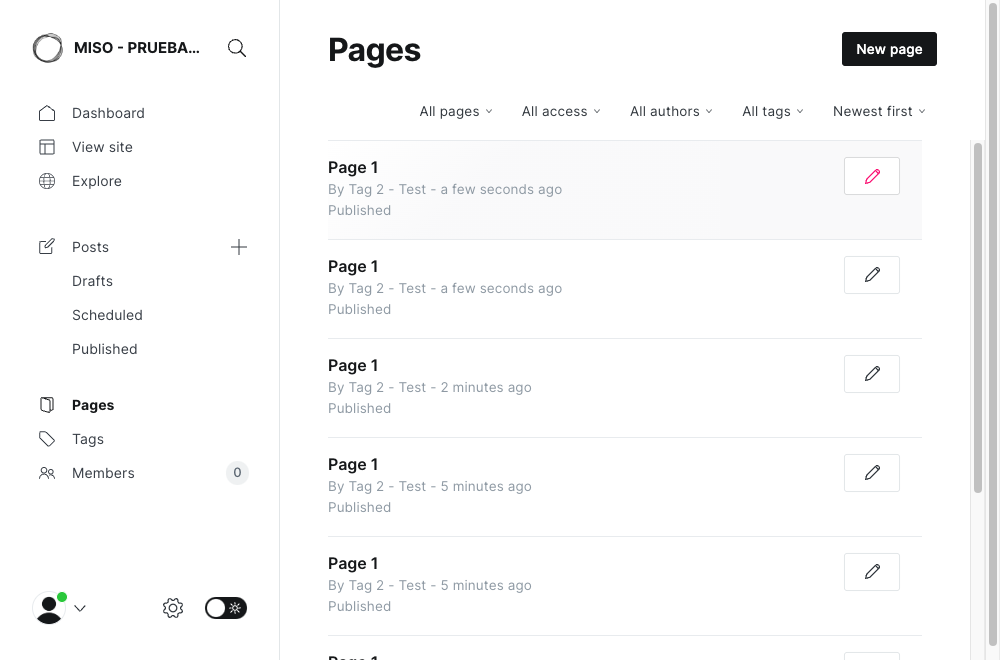 MISO - PRUEBA...
Dashboard
View site
Explore
Posts
Drafts
Scheduled
Published
Pages
Tags
Members 0
Pages
New page
All pages All access All authors All tags Newest first
Page 1
By Tag 2 - Test - a few seconds ago
Published
Page 1
By Tag 2 - Test - a few seconds ago
Published
Page 1
By Tag 2 - Test - 2 minutes ago
Published
Page 1
By Tag 2 - Test - 5 minutes ago
Published
Page 1
By Tag 2 - Test - 5 minutes ago
Published
Page 1